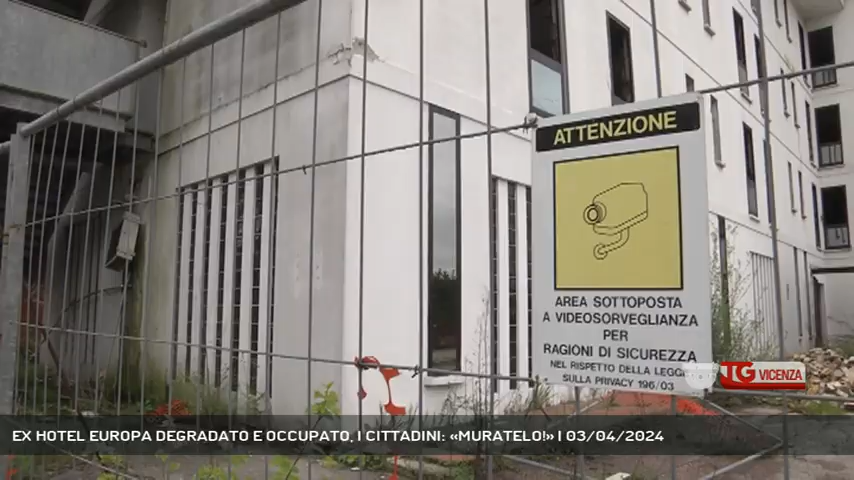 ATTENZIONE
AREA SOTTOPOSTA
A VIDEOSORVEGLIANZA
PER
RAGIONI DI SICUREZZA
NEL RISPETTO DELLA LEGGE
SULLA PRIVACY 196/03
TG VICENZA
EX HOTEL EUROPA DEGRADATO E OCCUPATO, I CITTADINI: «MURATELO!» | 03/04/2024